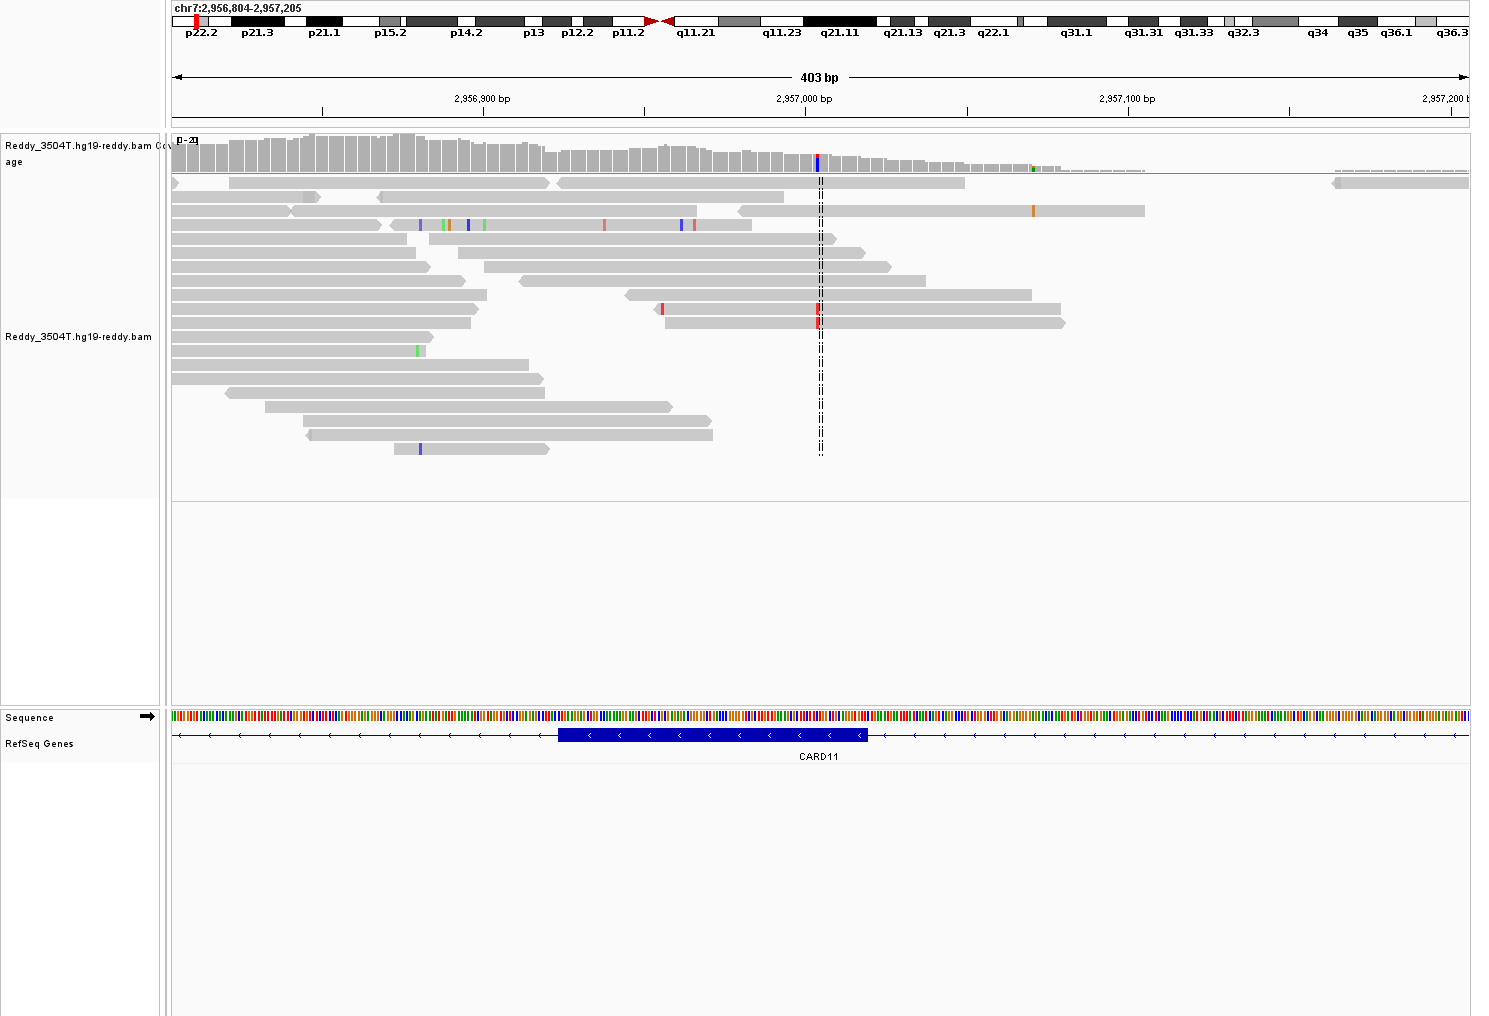 chr7:2,956,804-2,957,205
p22.2 p21.3 p21.1 p15.2 p14.2 p13 p12.2 p11.2 q11.21 q11.23 q21.11 q21.13 q21.3 q22.1 q31.1 q31.31 q31.33 q32.3 q34 q35 q36.1 q36.3
403 bp
2,956,900 bp 2,957,000 bp 2,957,100 bp 2,957,200 b
Reddy_3504T.hg19-reddy.bam Cov
age
[0 - 20]
Reddy_3504T.hg19-reddy.bam
Sequence
RefSeq Genes
CARD11